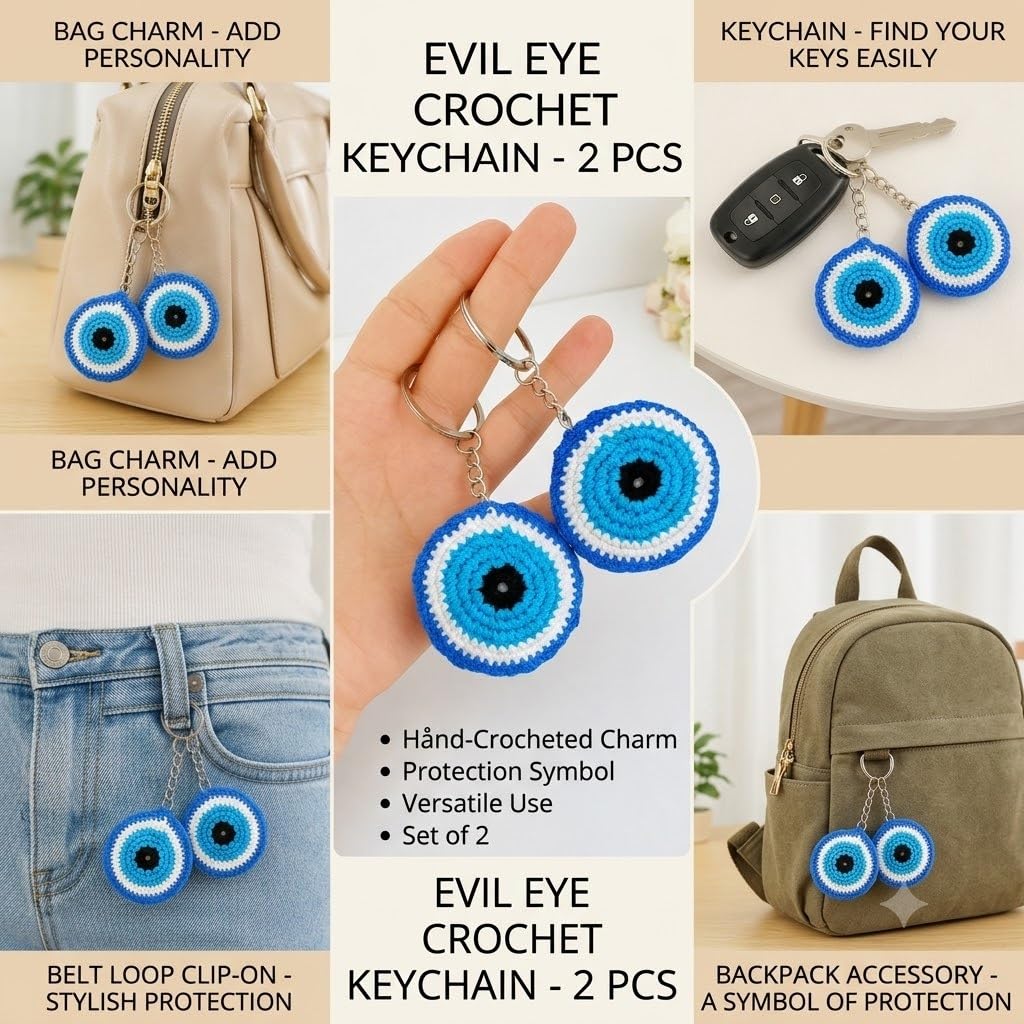 BAG CHARM - ADD
PERSONALITY
EVIL EYE
CROCHET
KEYCHAIN - 2 PCS
KEYCHAIN - FIND YOUR
KEYS EASILY
BAG CHARM - ADD
PERSONALITY
• Hånd-Crocheted Charm
• Protection Symbol
• Versatile Use
• Set of 2
EVIL EYE
CROCHET
KEYCHAIN - 2 PCS
BELT LOOP CLIP-ON -
STYLISH PROTECTION
BACKPACK ACCESSORY -
A SYMBOL OF PROTECTION